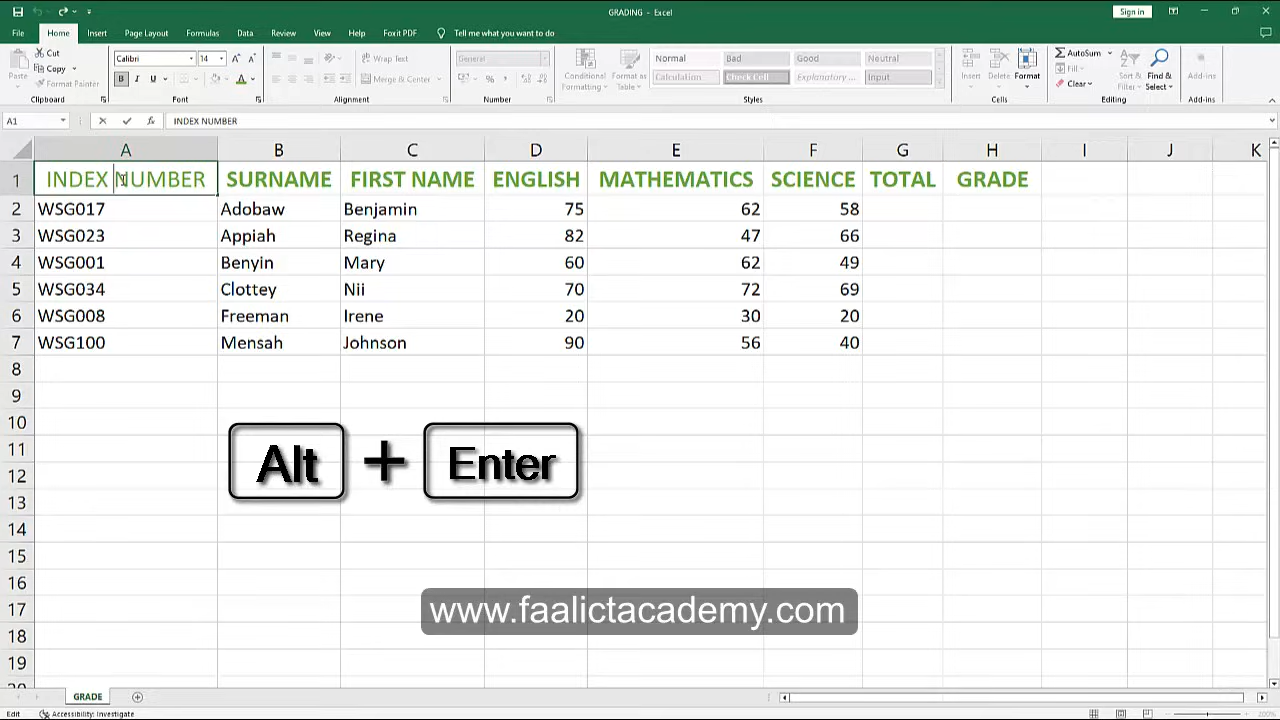 GRADING - Excel
Sign in
File Home Insert Page Layout Formulas Data Review View Help Foxit PDF Tell me what you want to do
Cut
Copy
Format Painter
Paste
Clipboard
Calibri 14
B I U
Font
Wrap Text
Merge & Center
Alignment
General
Number
Conditional Formatting
Format as Table
Normal Bad Good Neutral
Calculation Check Cell Explanatory ... Input
Styles
Insert Delete Format
Cells
AutoSum
Fill
Clear
Sort & Filter
Find & Select
Editing
Add-ins
Add-ins
A1 fx INDEX NUMBER
A B C D E F G H I J K
1 INDEX NUMBER SURNAME FIRST NAME ENGLISH MATHEMATICS SCIENCE TOTAL GRADE
2 WSG017 Adobaw Benjamin 75 62 58
3 WSG023 Appiah Regina 82 47 66
4 WSG001 Benyin Mary 60 62 49
5 WSG034 Clottey Nii 70 72 69
6 WSG008 Freeman Irene 20 30 20
7 WSG100 Mensah Johnson 90 56 40
8
9
10
11
12
13
14
15
16
17
18
19
Alt + Enter
www.faalictacademy.com
GRADE
Edit Accessibility: Investigate